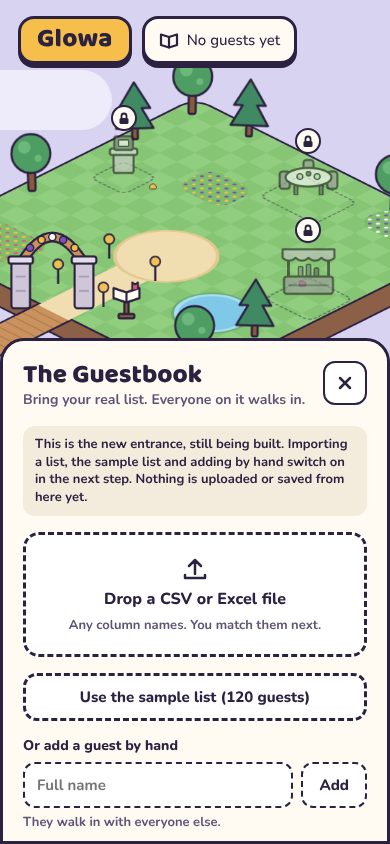 Glowa
No guests yet
The Guestbook
Bring your real list. Everyone on it walks in.
This is the new entrance, still being built. Importing
a list, the sample list and adding by hand switch on
in the next step. Nothing is uploaded or saved from
here yet.
Drop a CSV or Excel file
Any column names. You match them next.
Use the sample list (120 guests)
Or add a guest by hand
Full name
Add
They walk in with everyone else.